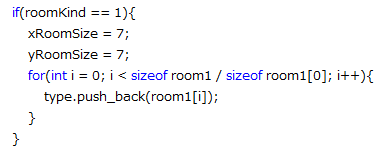 if(roomKind == 1){
xRoomSize = 7;
yRoomSize = 7;
for(int i = 0; i < sizeof room1 / sizeof room1[0]; i++){
type.push_back(room1[i]);
}
}